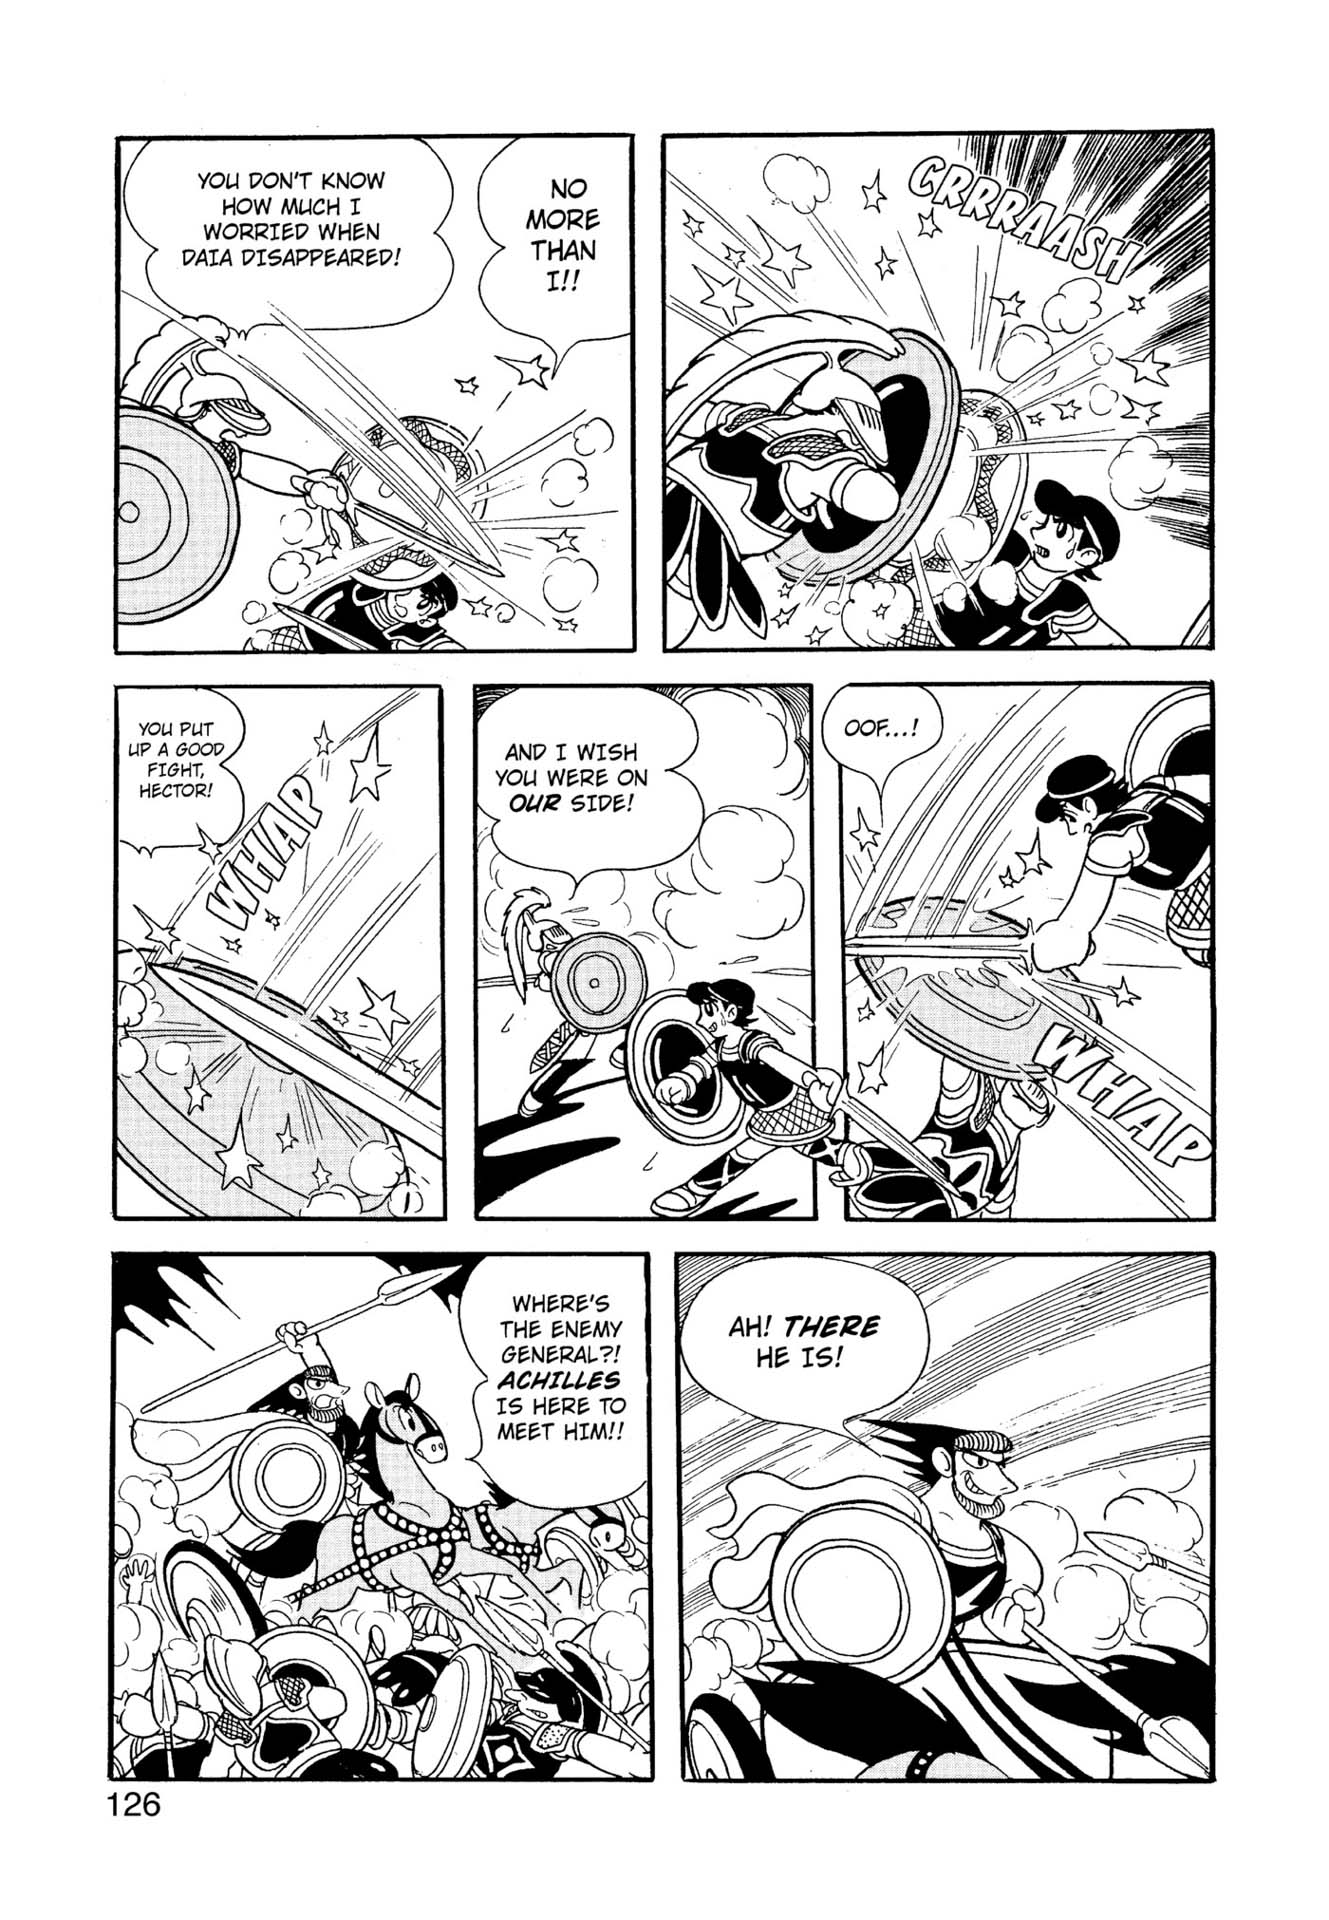 YOU DON'T KNOW
HOW MUCH I
WORRIED WHEN
DAIA DISAPPEARED!
NO
MORE
THAN
I!!
CRRRAASH
YOU PUT
UP A GOOD
FIGHT,
HECTOR!
WHAP
AND I WISH
YOU WERE ON
OUR SIDE!
OOF...!
WHAP
WHERE'S
THE ENEMY
GENERAL?!
ACHILLES
IS HERE TO
MEET HIM!!
AH! THERE
HE IS!
126